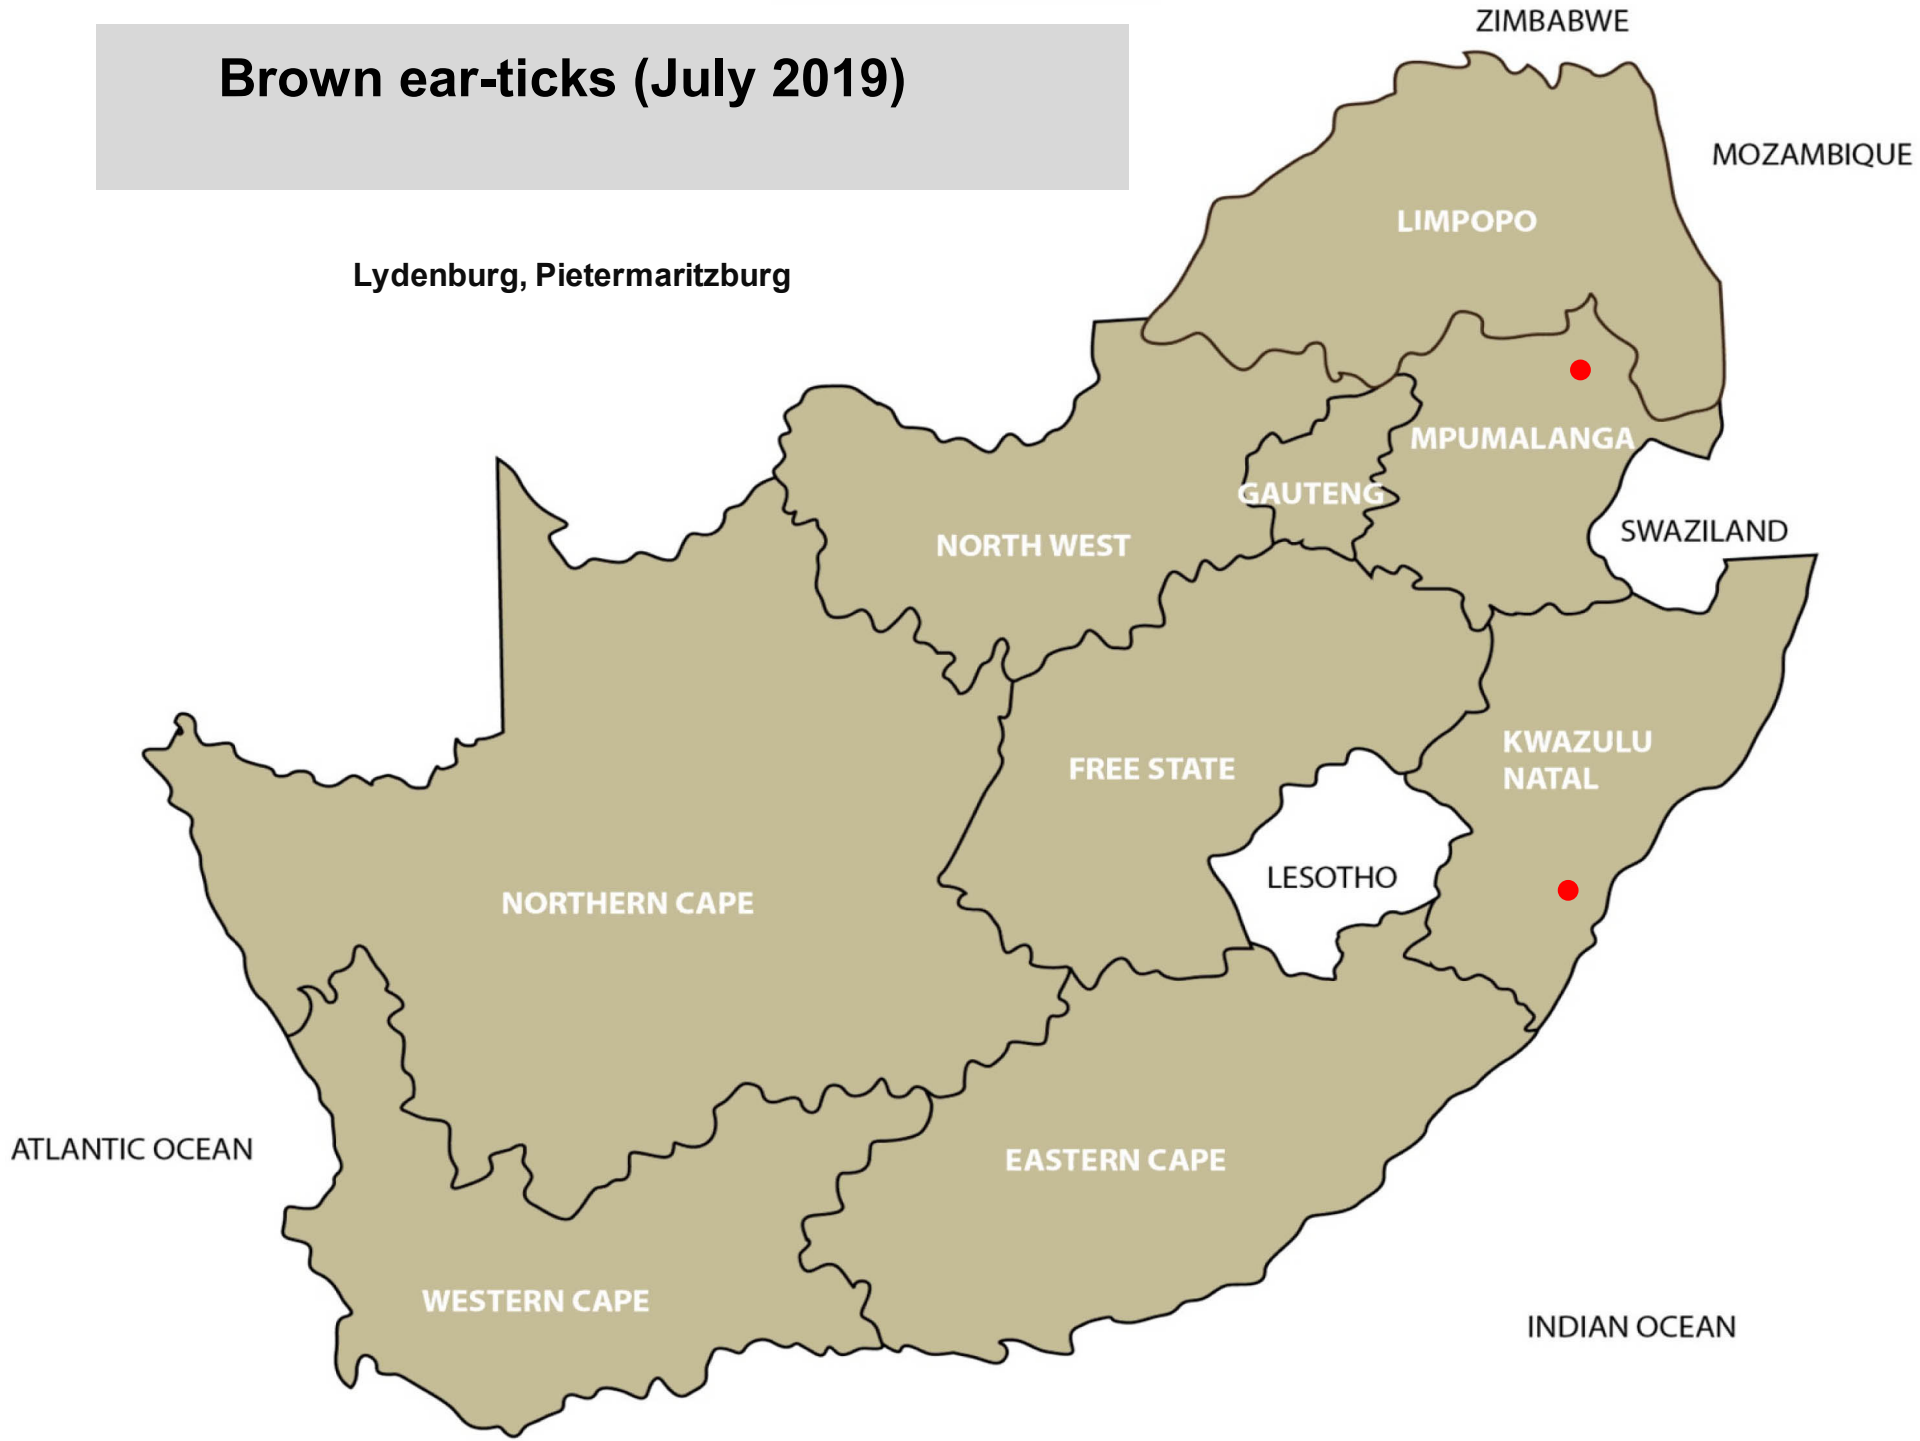 ZIMBABWE
Brown ear-ticks (July 2019)
MOZAMBIQUE
LIMPOPO
Lydenburg, Pietermaritzburg
MPUMALANGA
GAUTENG
SWAZILAND
NORTH WEST
KWAZULU
NATAL
FREE STATE
LESOTHO
NORTHERN CAPE
ATLANTIC OCEAN
EASTERN CAPE
WESTERN CAPE
INDIAN OCEAN